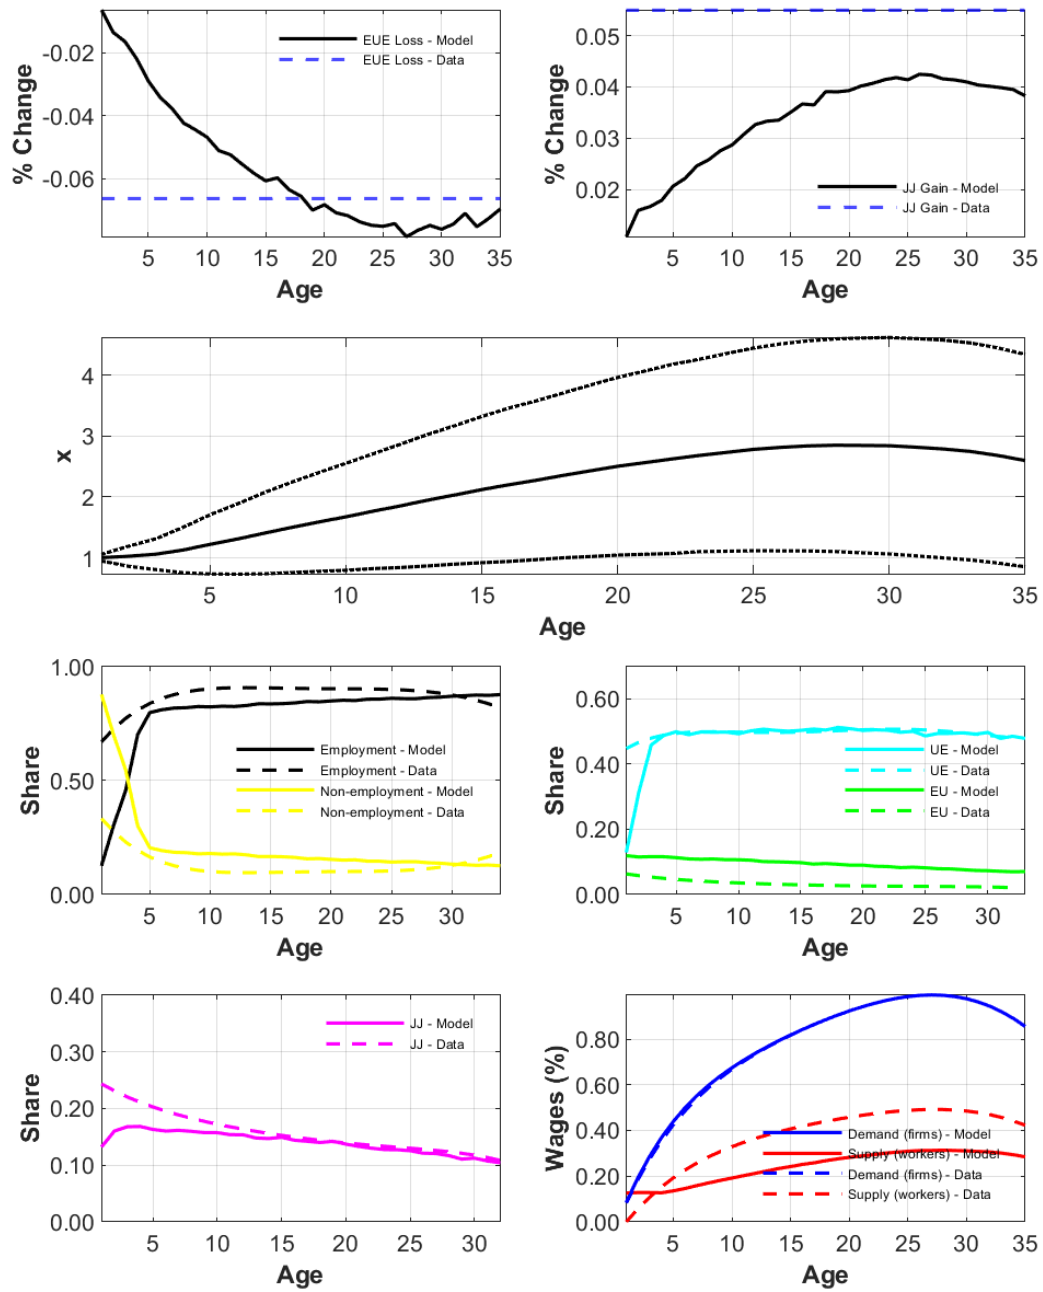 EUE Loss - Model
EUE Loss - Data
-0.02
-0.04
-0.06
% Change
5 10 15 20 25 30 35
Age
0.05
0.04
0.03
0.02
% Change
JJ Gain - Model
JJ Gain - Data
5 10 15 20 25 30 35
Age
4
3
2
1
x
5 10 15 20 25 30 35
Age
1.00
0.50
0.00
Share
Employment - Model
Employment - Data
Non-employment - Model
Non-employment - Data
5 10 15 20 25 30
Age
0.60
0.40
0.20
0.00
Share
UE - Model
UE - Data
EU - Model
EU - Data
5 10 15 20 25 30
Age
0.40
0.30
0.20
0.10
0.00
Share
JJ - Model
JJ - Data
5 10 15 20 25 30
Age
0.80
0.60
0.40
0.20
0.00
Wages (%)
Demand (firms) - Model
Supply (workers) - Model
Demand (firms) - Data
Supply (workers) - Data
5 10 15 20 25 30 35
Age